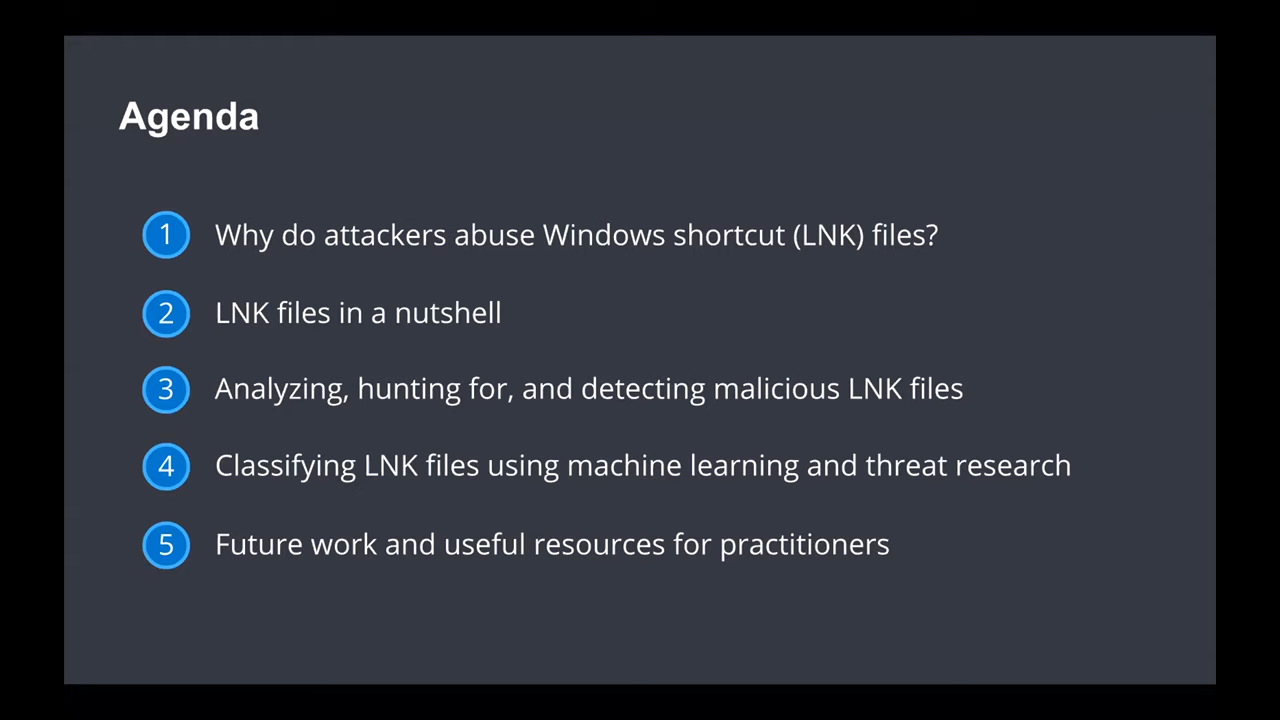 Agenda
1 Why do attackers abuse Windows shortcut (LNK) files?
2 LNK files in a nutshell
3 Analyzing, hunting for, and detecting malicious LNK files
4 Classifying LNK files using machine learning and threat research
5 Future work and useful resources for practitioners